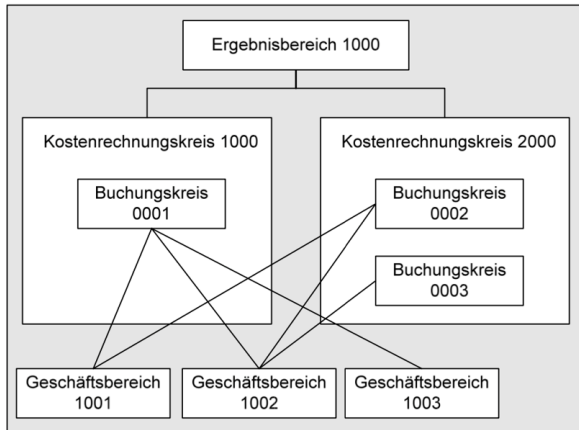 Ergebnisbereich 1000
Kostenrechnungskreis 1000
Buchungskreis
0001
Kostenrechnungskreis 2000
Buchungskreis
0002
Buchungskreis
0003
Geschäftsbereich
1001
Geschäftsbereich
1002
Geschäftsbereich
1003